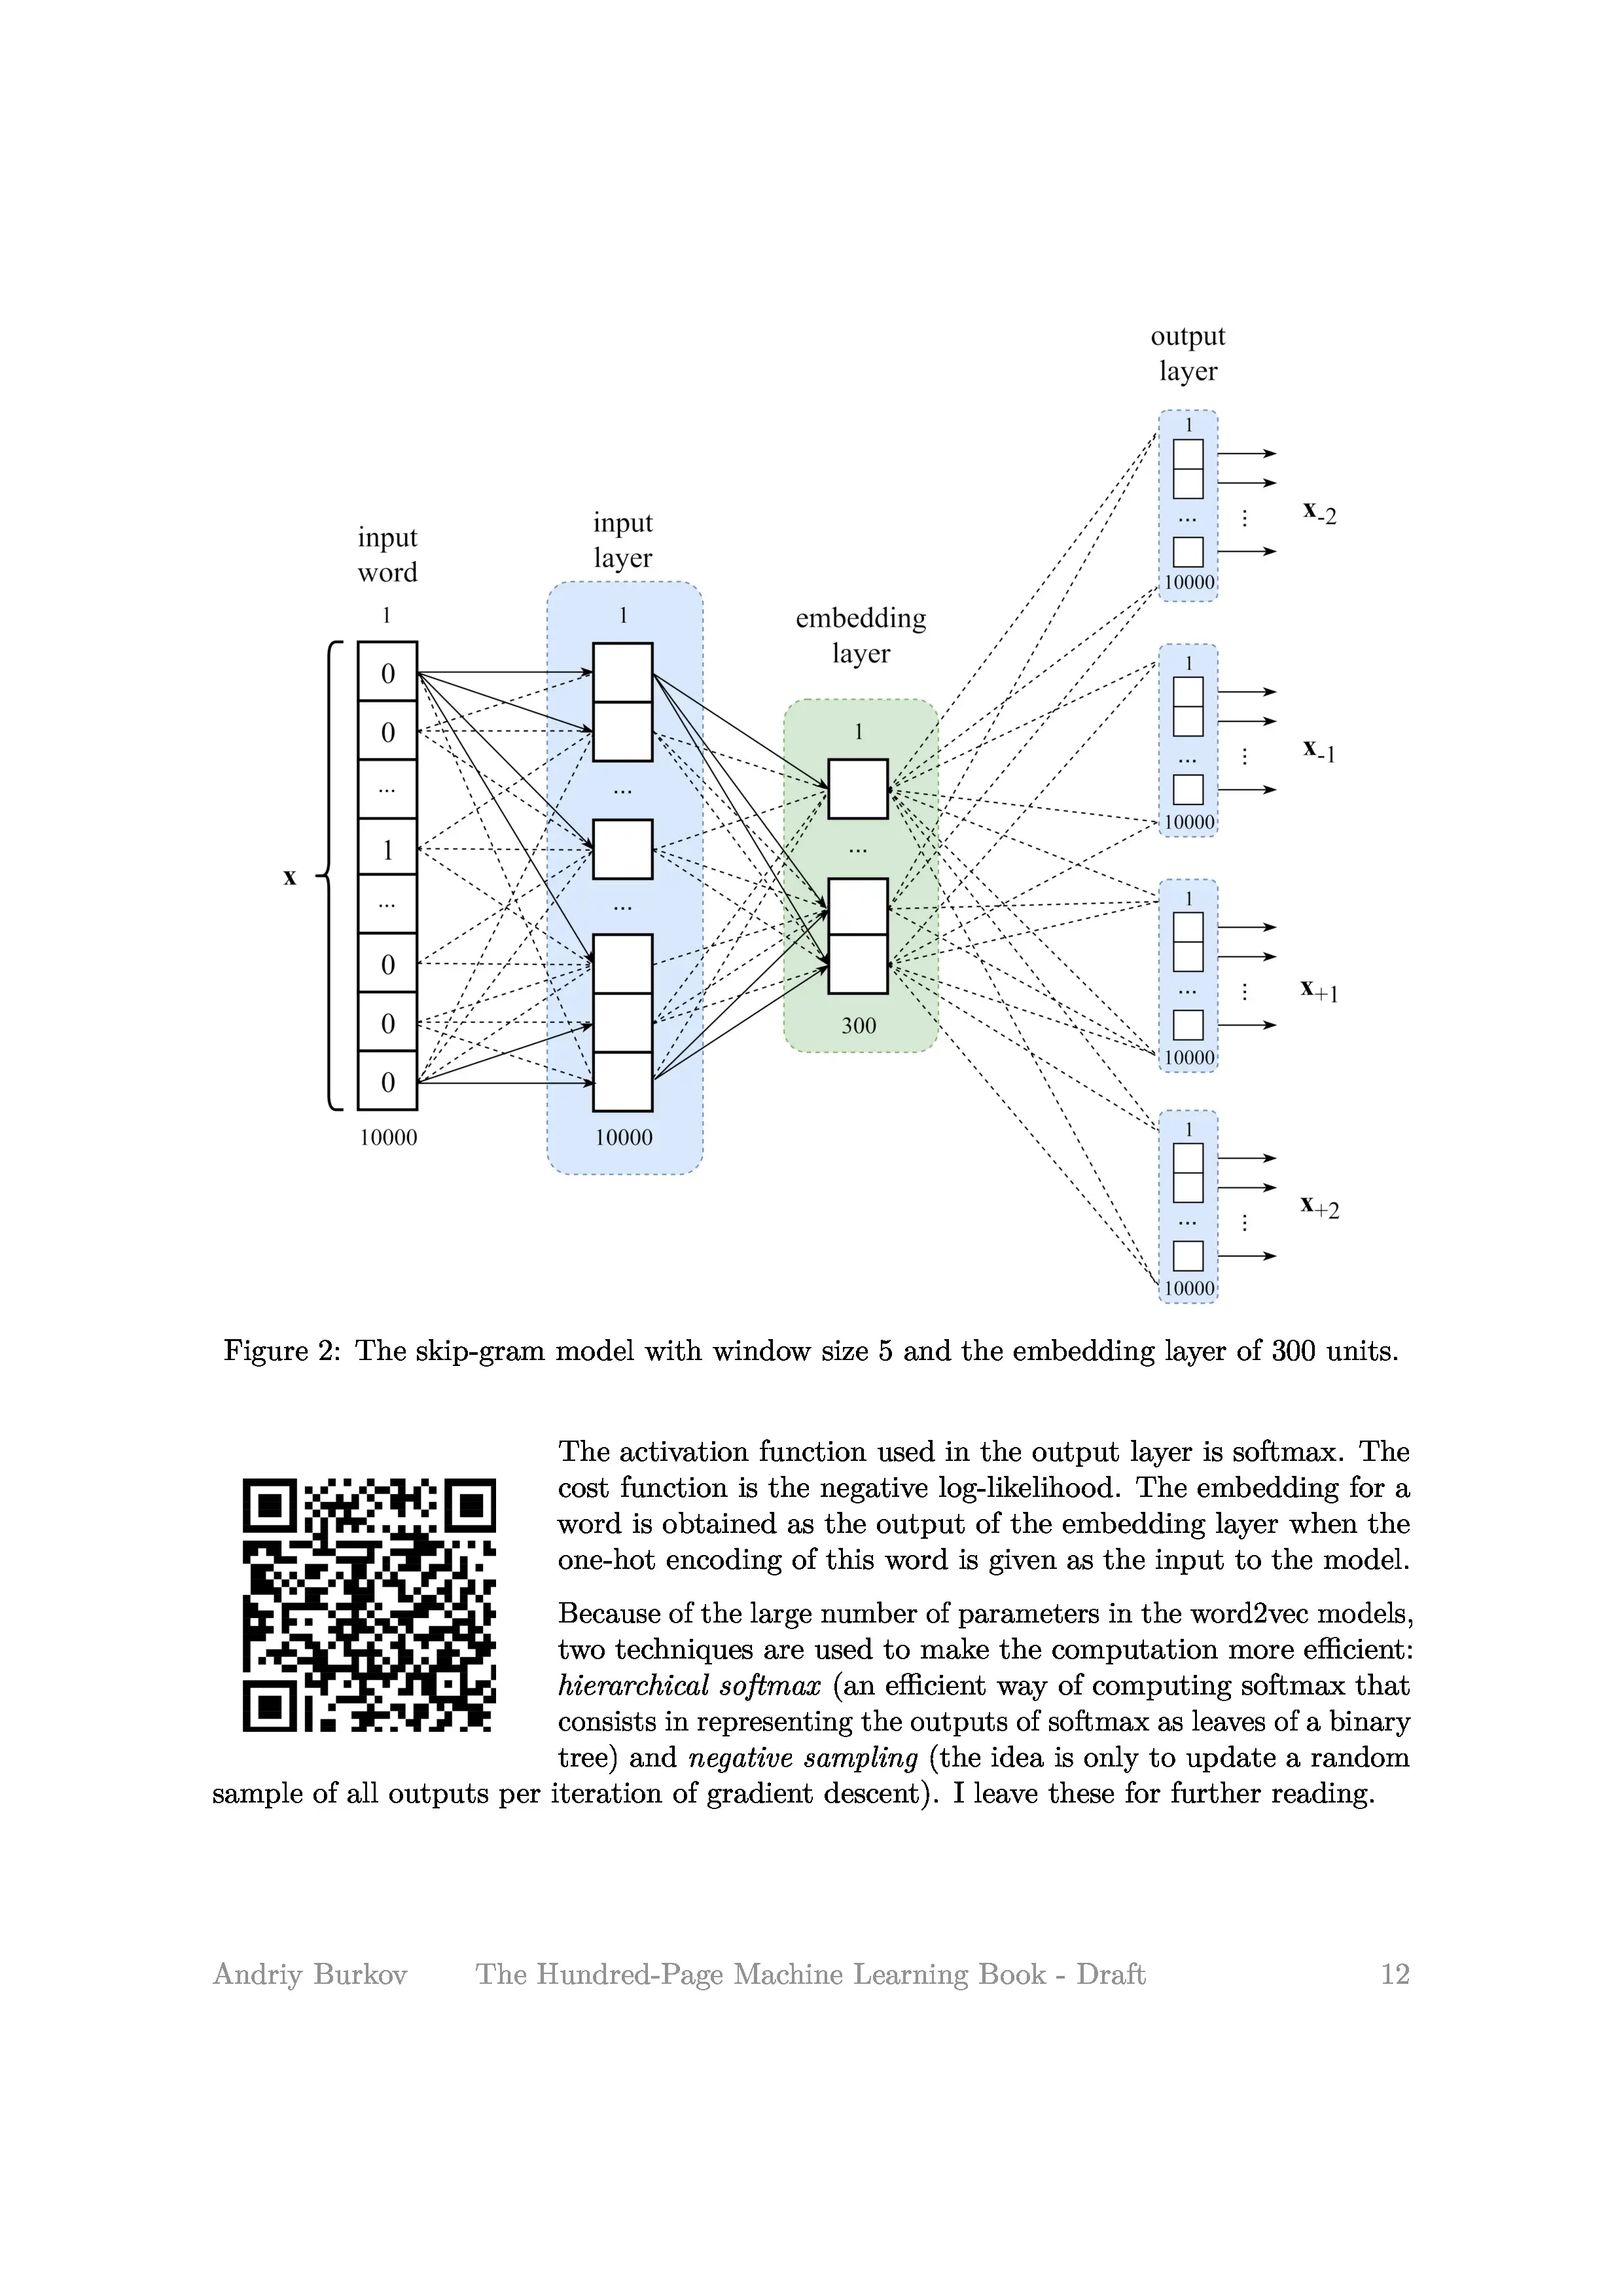 output
layer
1
...
⋮
x-2
10000
input
word
1
0
0
...
1
...
0
0
0
10000
x
input
layer
1
...
...
10000
embedding
layer
1
...
300
1
...
⋮
x-1
10000
1
...
⋮
x+1
10000
1
...
⋮
x+2
10000
Figure 2: The skip-gram model with window size 5 and the embedding layer of 300 units.
The activation function used in the output layer is softmax. The
cost function is the negative log-likelihood. The embedding for a
word is obtained as the output of the embedding layer when the
one-hot encoding of this word is given as the input to the model.
Because of the large number of parameters in the word2vec models,
two techniques are used to make the computation more efficient:
hierarchical softmax (an efficient way of computing softmax that
consists in representing the outputs of softmax as leaves of a binary
tree) and negative sampling (the idea is only to update a random
sample of all outputs per iteration of gradient descent). I leave these for further reading.
Andriy Burkov The Hundred-Page Machine Learning Book - Draft 12